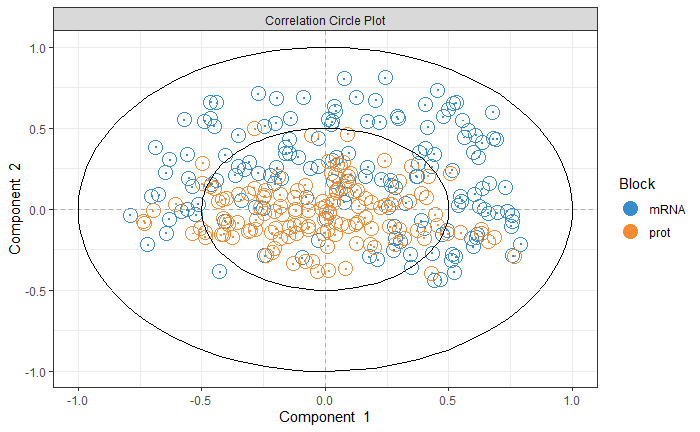 Correlation Circle Plot
1.0
0.5
0.0
-0.5
-1.0
Component 2
-1.0
-0.5
0.0
0.5
1.0
Component 1
Block
mRNA
prot